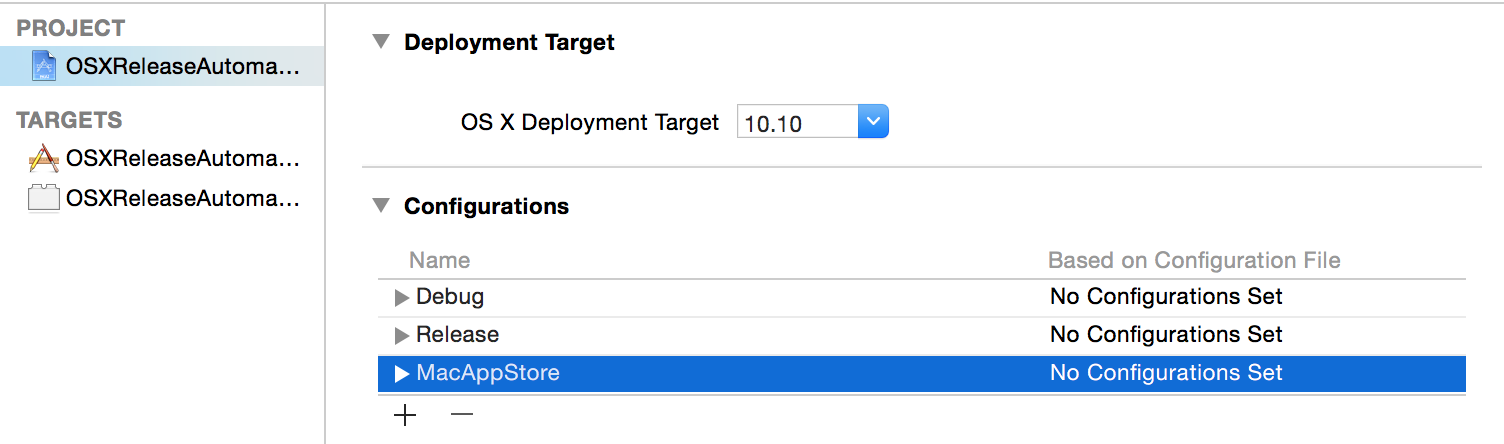 PROJECT
OSXReleaseAutoma...
TARGETS
OSXReleaseAutoma...
OSXReleaseAutoma...
Deployment Target
OS X Deployment Target 10.10
Configurations
Name Based on Configuration File
Debug No Configurations Set
Release No Configurations Set
MacAppStore No Configurations Set